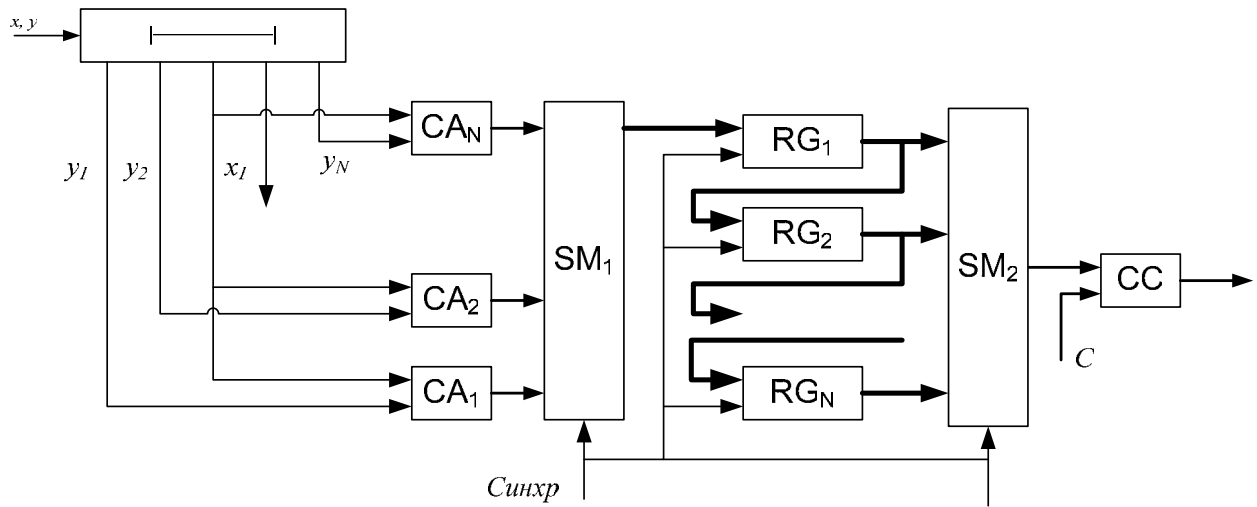 x, y
y1
y2
x1
yN
CAN
CA2
CA1
SM1
RG1
RG2
RGN
SM2
CC
C
Синхр